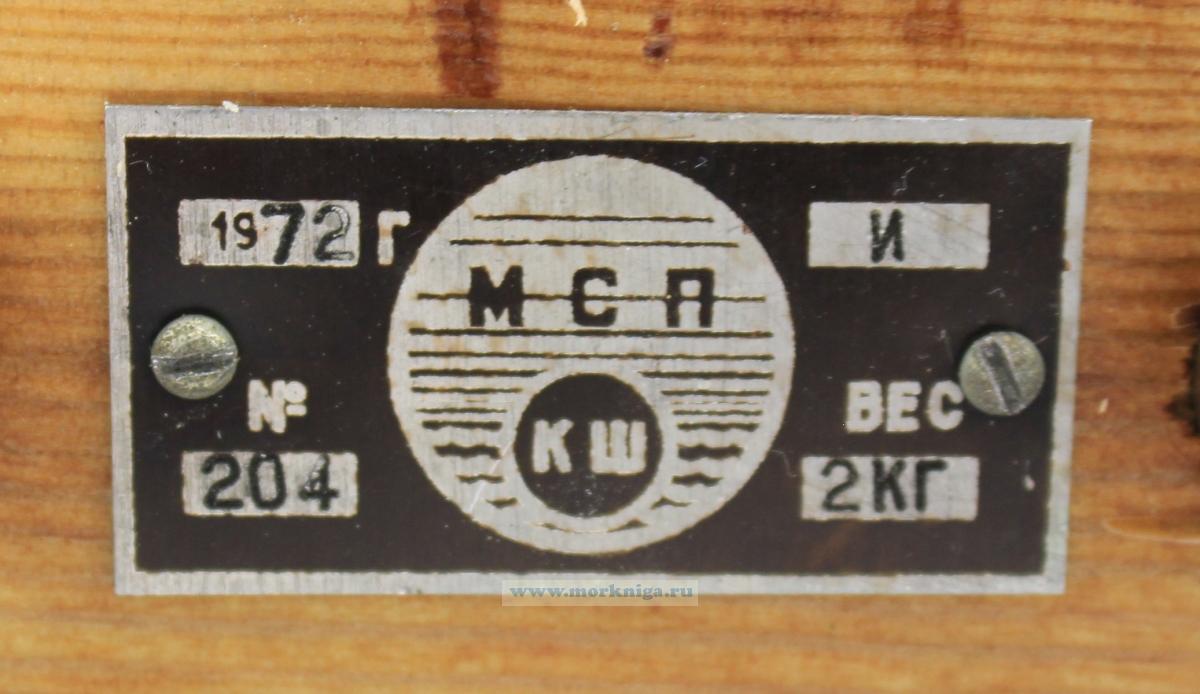 1972 Г
И
МСП
КШ
№
204
ВЕС
2КГ
www.morkniga.ru